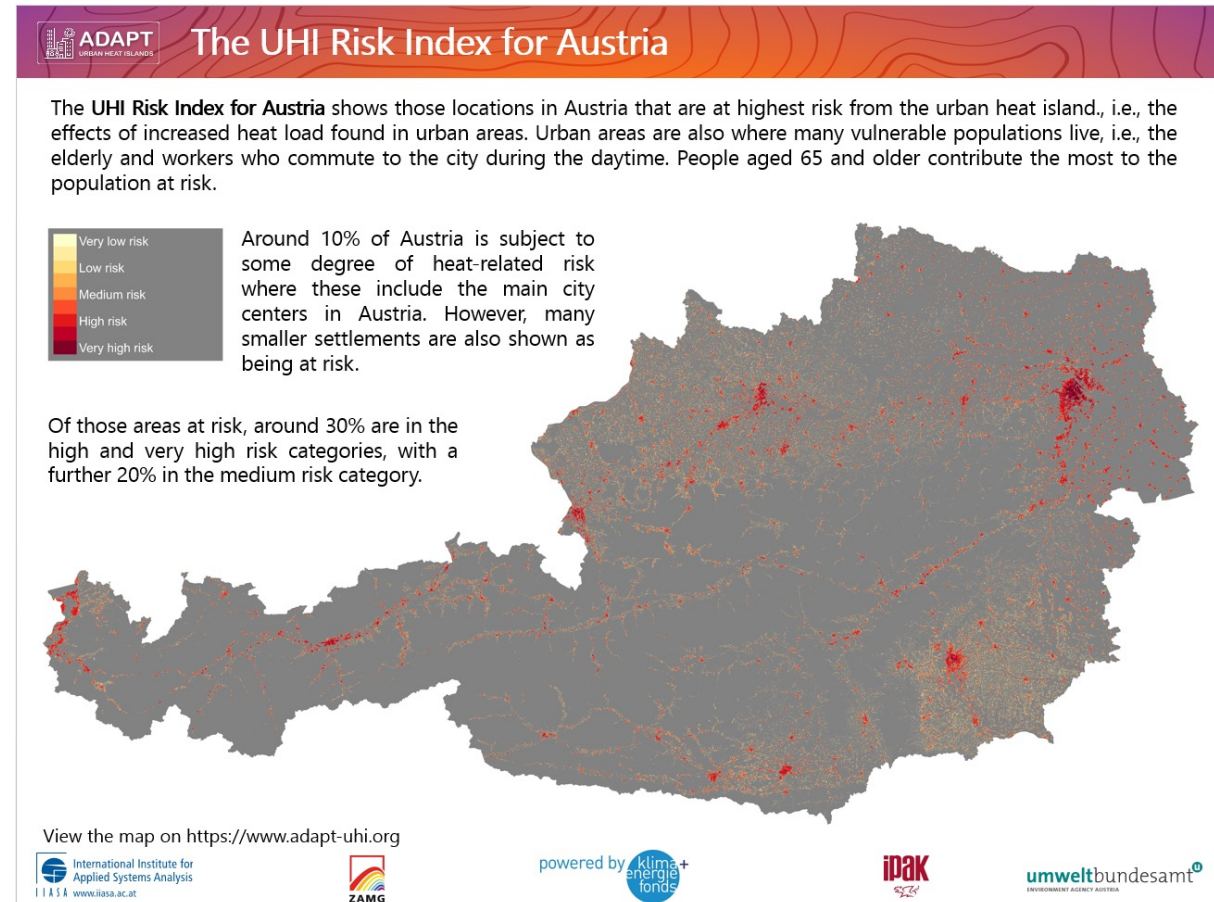 ADAPT
URBAN HEAT ISLANDS
The UHI Risk Index for Austria
The UHI Risk Index for Austria shows those locations in Austria that are at highest risk from the urban heat island., i.e., the
effects of increased heat load found in urban areas. Urban areas are also where many vulnerable populations live, i.e., the
elderly and workers who commute to the city during the daytime. People aged 65 and older contribute the most to the
population at risk.
Very low risk
Low risk
Medium risk
High risk
Very high risk
Around 10% of Austria is subject to
some degree of heat-related risk
where these include the main city
centers in Austria. However, many
smaller settlements are also shown as
being at risk.
Of those areas at risk, around 30% are in the
high and very high risk categories, with a
further 20% in the medium risk category.
View the map on https://www.adapt-uhi.org
International Institute for
Applied Systems Analysis
IIASA www.iiasa.ac.at
ZAMG
powered by klima+
energie
fonds
ipak
umweltbundesamt
ENVIRONMENT AGENCY AUSTRIA